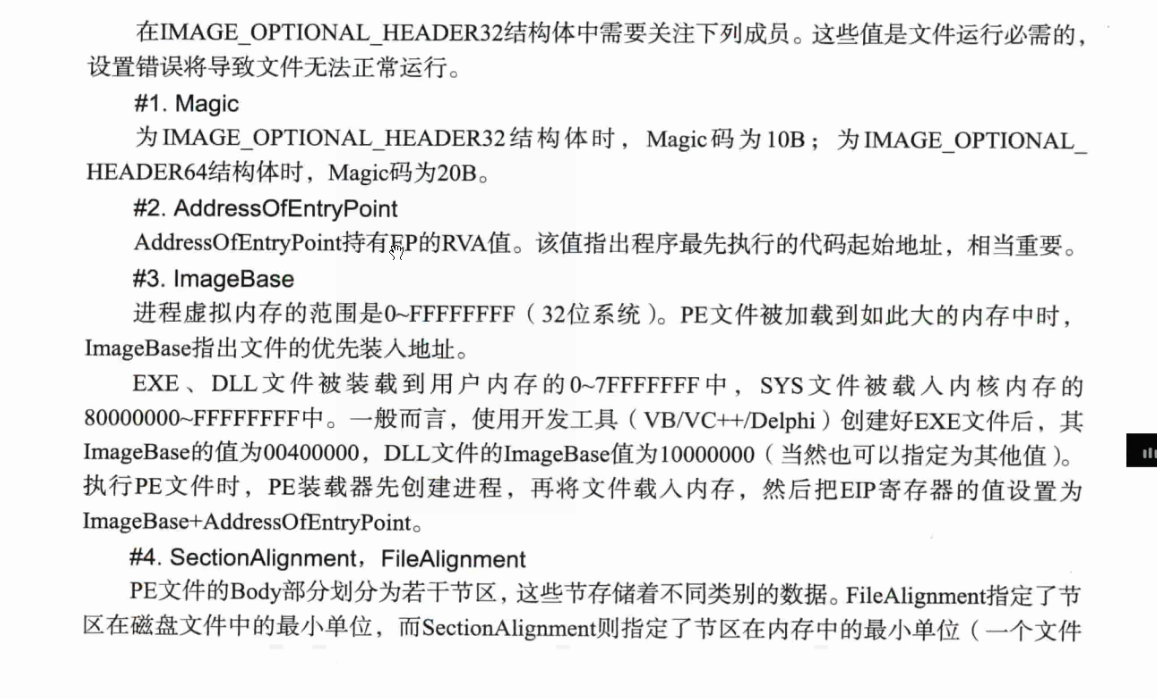 在IMAGE_OPTIONAL_HEADER32结构体中需要关注下列成员。这些值是文件运行必需的，
设置错误将导致文件无法正常运行。
#1. Magic
为IMAGE_OPTIONAL_HEADER32结构体时，Magic码为10B；为IMAGE_OPTIONAL_
HEADER64结构体时，Magic码为20B。
#2. AddressOfEntryPoint
AddressOfEntryPoint持有EP的RVA值。该值指出程序最先执行的代码起始地址，相当重要。
#3. ImageBase
进程虚拟内存的范围是0~FFFFFFFF（32位系统）。PE文件被加载到如此大的内存中时，
ImageBase指出文件的优先装入地址。
EXE、DLL文件被装载到用户内存的0~7FFFFFFF中，SYS文件被载入内核内存的
80000000~FFFFFFFF中。一般而言，使用开发工具（VB/VC++/Delphi）创建好EXE文件后，其
ImageBase的值为00400000，DLL文件的ImageBase值为10000000（当然也可以指定为其他值）。
执行PE文件时，PE装载器先创建进程，再将文件载入内存，然后把EIP寄存器的值设置为
ImageBase+AddressOfEntryPoint。
#4. SectionAlignment，FileAlignment
PE文件的Body部分划分为若干节区，这些节存储着不同类别的数据。FileAlignment指定了节
区在磁盘文件中的最小单位，而SectionAlignment则指定了节区在内存中的最小单位（一个文件